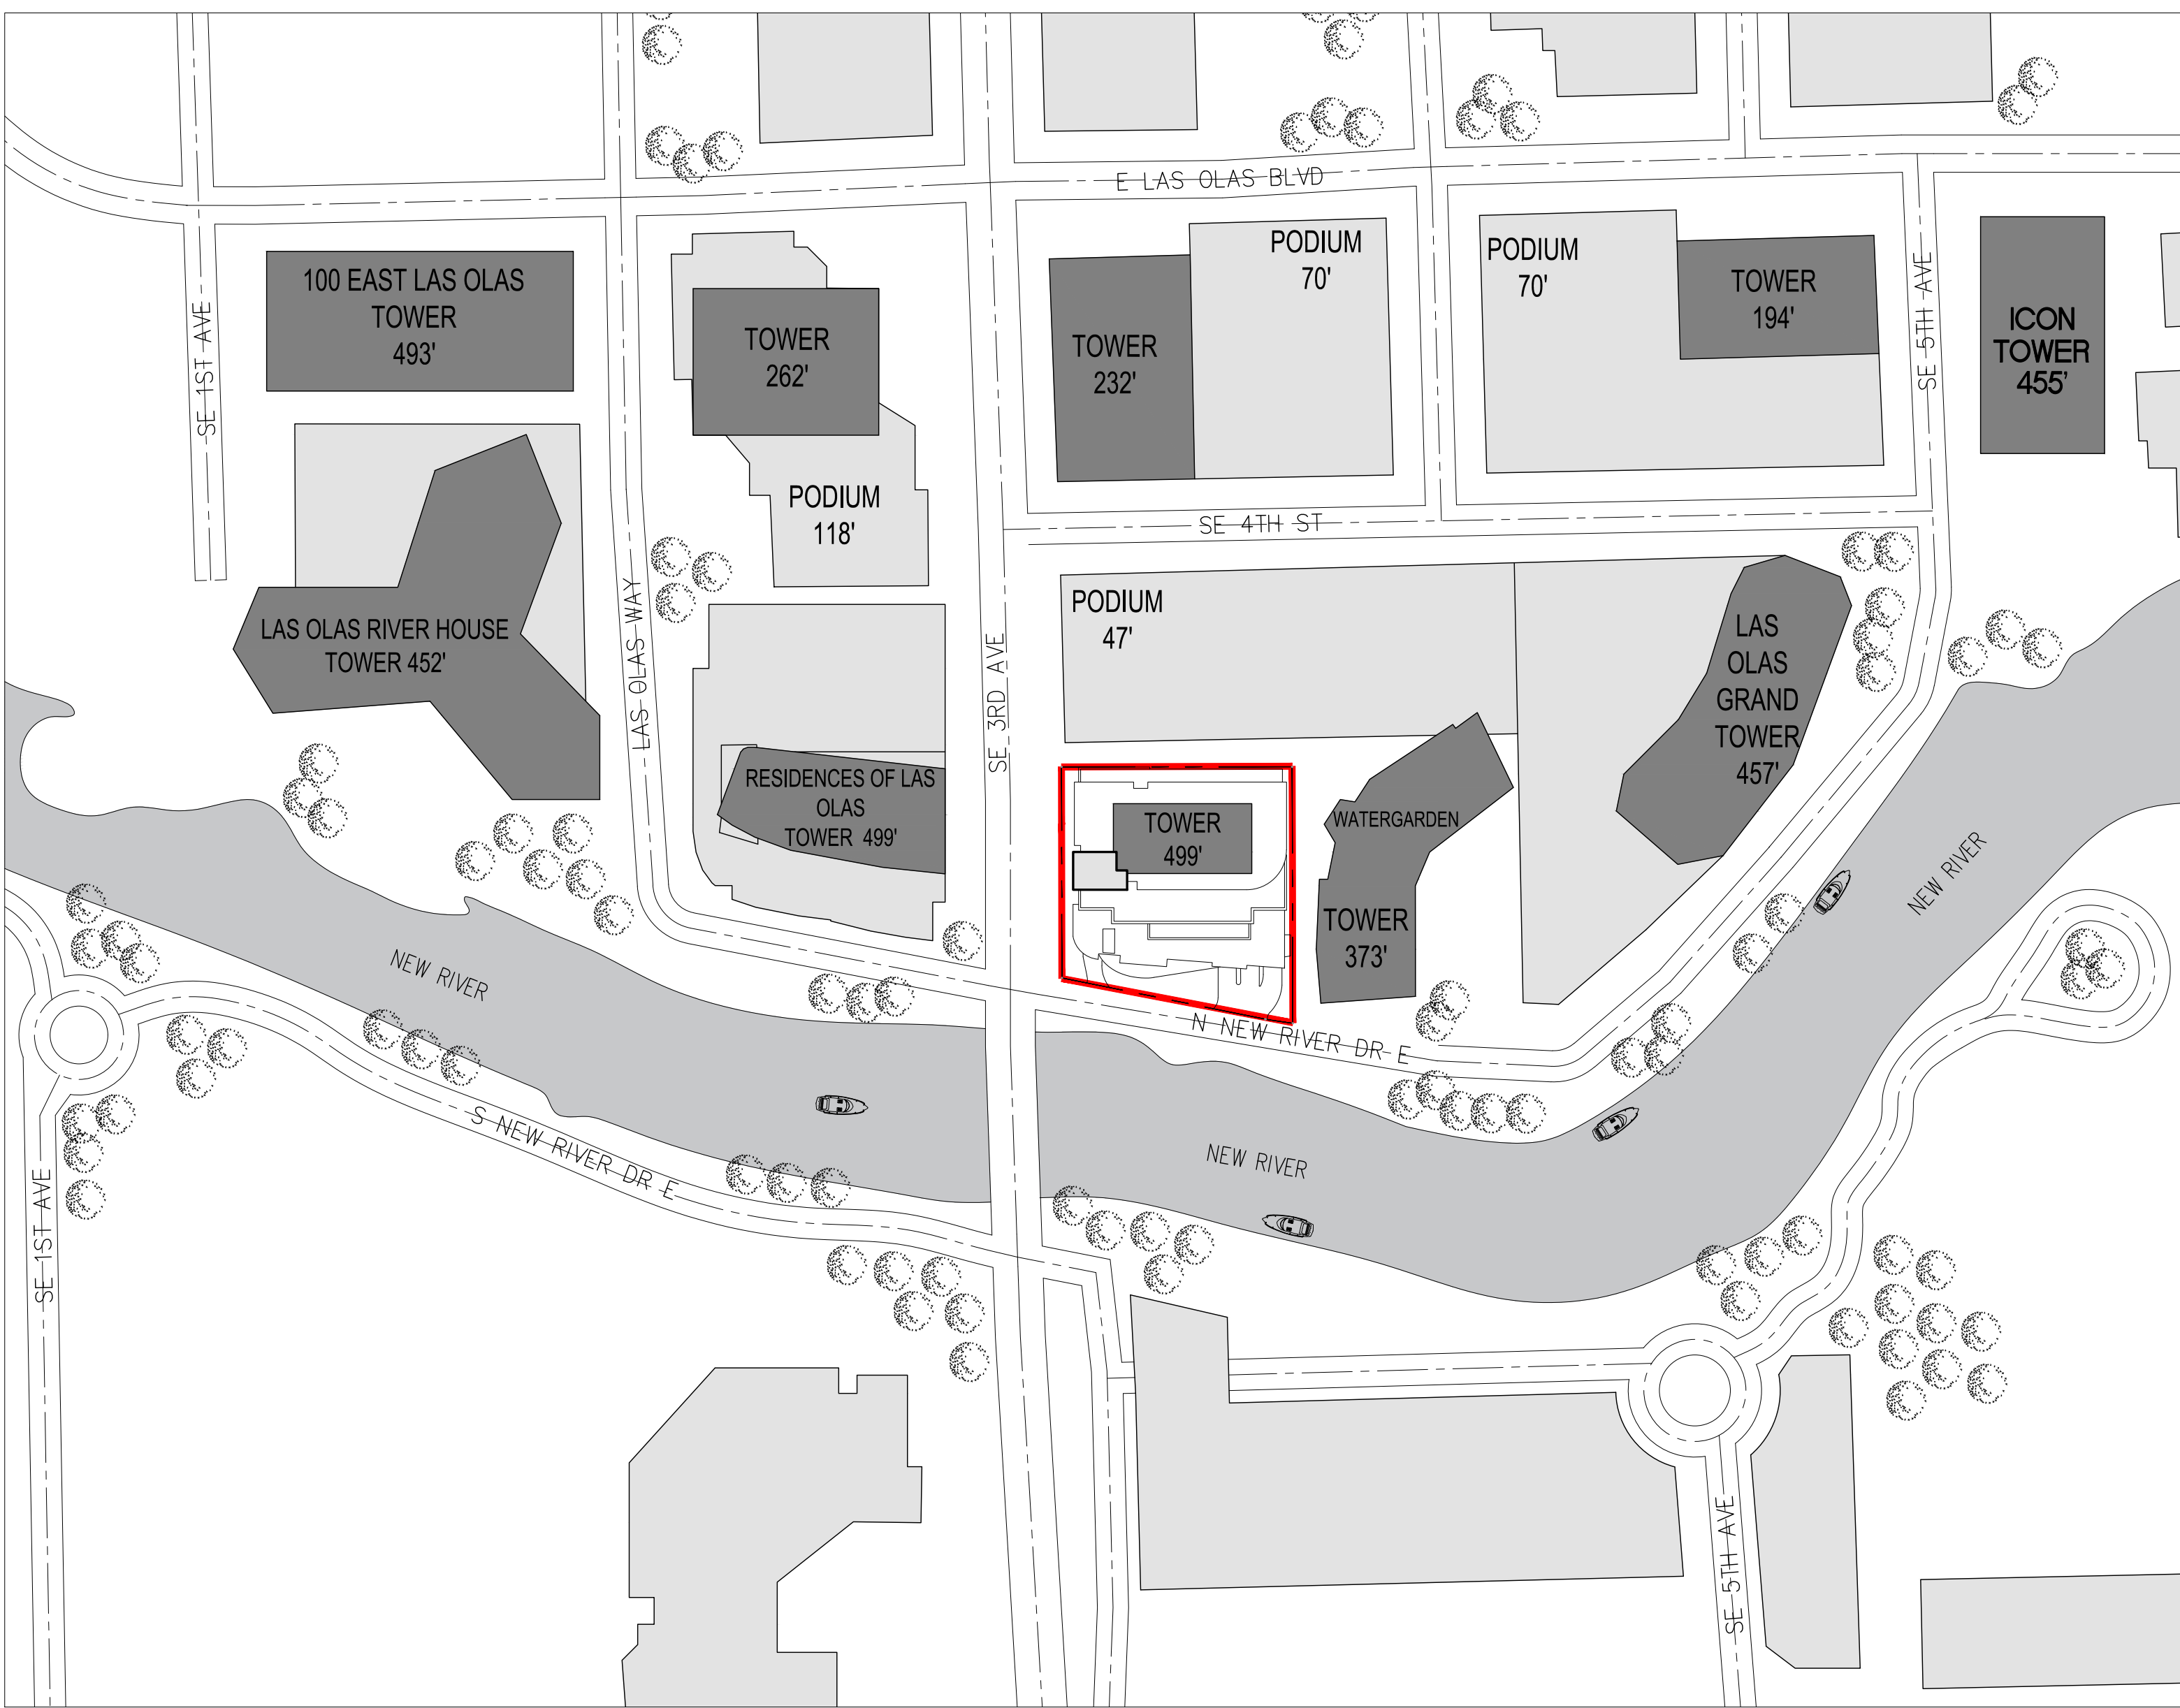 E LAS OLAS BLVD
100 EAST LAS OLAS
TOWER
493'
TOWER
262'
PODIUM
118'
TOWER
232'
PODIUM
70'
PODIUM
70'
TOWER
194'
ICON
TOWER
455'
SE 1ST AVE
SE 5TH AVE
SE 4TH ST
LAS OLAS RIVER HOUSE
TOWER 452'
LAS OLAS WAY
SE 3RD AVE
PODIUM
47'
LAS
OLAS
GRAND
TOWER
457'
RESIDENCES OF LAS
OLAS
TOWER 499'
TOWER
499'
WATERGARDEN
TOWER
373'
NEW RIVER
NEW RIVER
N NEW RIVER DR E
S NEW RIVER DR E
NEW RIVER
SE 1ST AVE
SE 5TH AVE